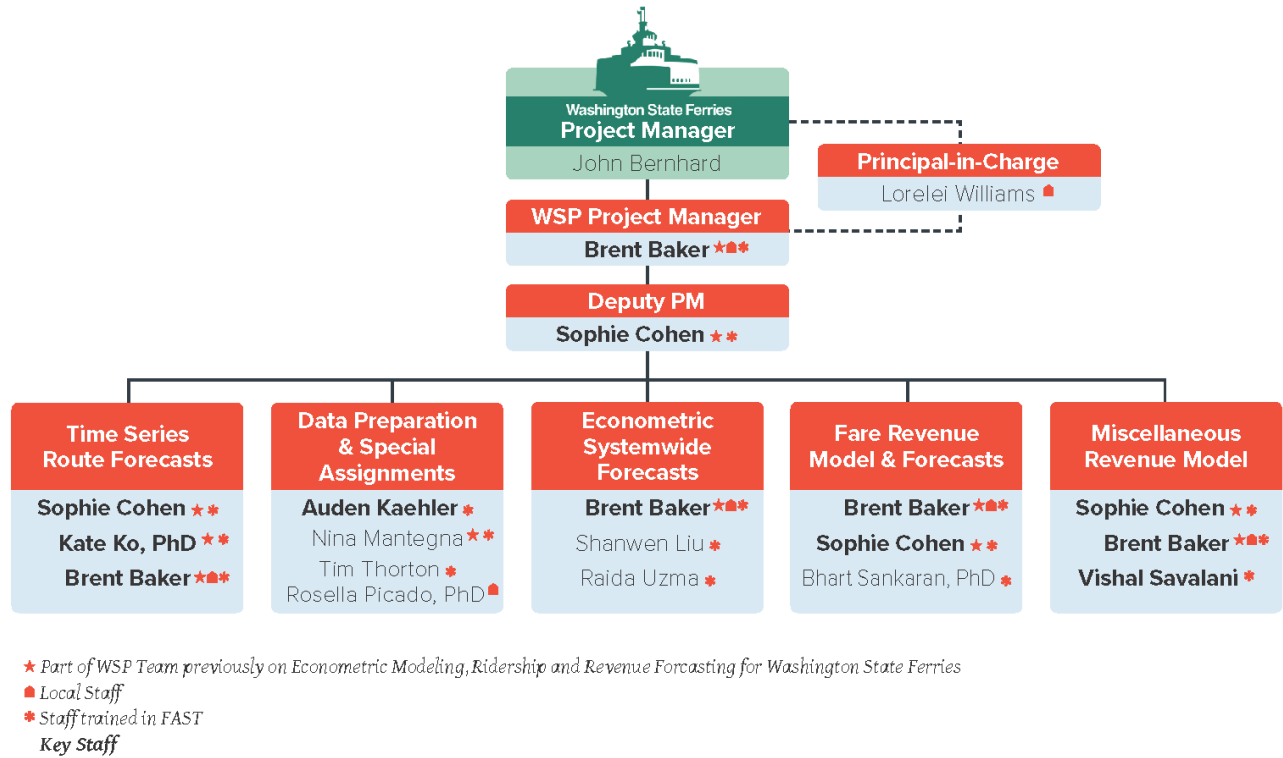 Washington State Ferries
Project Manager
John Bernhard
Principal-in-Charge
Lorelei Williams
WSP Project Manager
Brent Baker
Deputy PM
Sophie Cohen
Time Series
Route Forecasts
Sophie Cohen
Kate Ko, PhD
Brent Baker
Data Preparation
& Special
Assignments
Auden Kaehler
Nina Mantegna
Tim Thorton
Rosella Picado, PhD
Econometric
Systemwide
Forecasts
Brent Baker
Shanwen Liu
Raida Uzma
Fare Revenue
Model & Forecasts
Brent Baker
Sophie Cohen
Bhart Sankaran, PhD
Miscellaneous
Revenue Model
Sophie Cohen
Brent Baker
Vishal Savalani
Part of WSP Team previously on Econometric Modeling, Ridership and Revenue Forcasting for Washington State Ferries
Local Staff
Staff trained in FAST
Key Staff